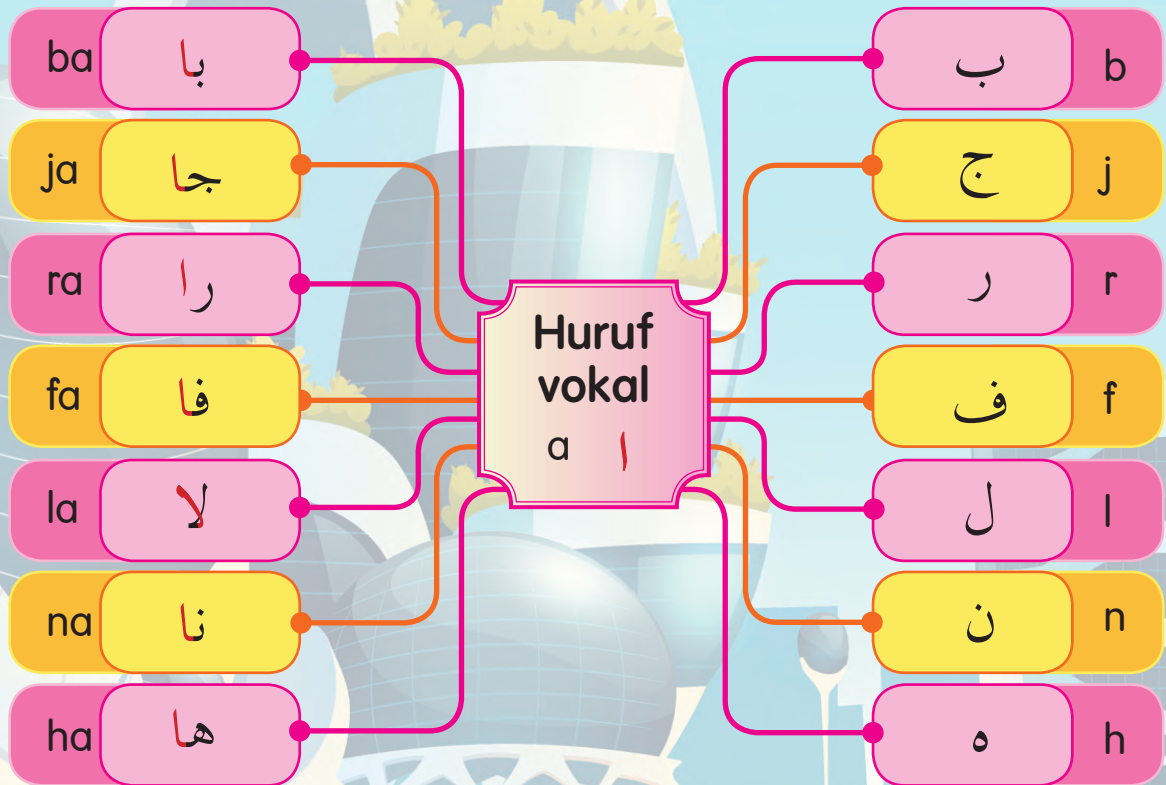 ba با
ja جا
ra را
fa فا
la لا
na نا
ha ها
Huruf
vokal
a ا
ب b
ج j
ر r
ف f
ل l
ن n
ه h